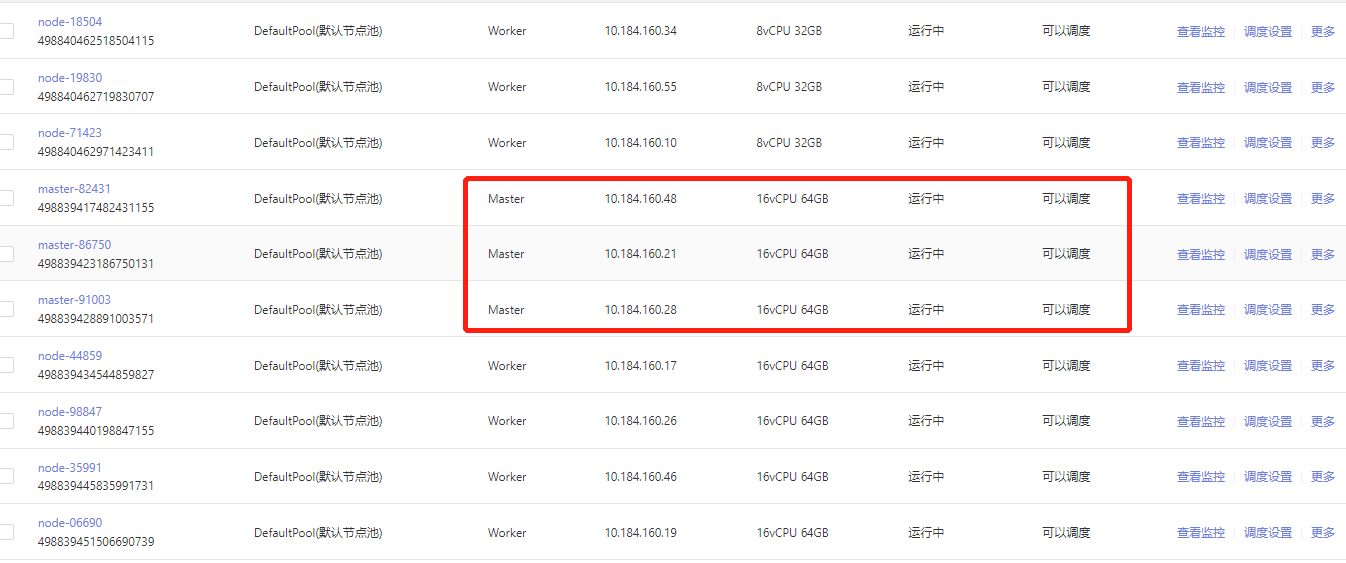 node-18504
498840462518504115
DefaultPool(默认节点池) Worker 10.184.160.34 8vCPU 32GB 运行中 可以调度 查看监控 调度设置 更多
node-19830
498840462719830707
DefaultPool(默认节点池) Worker 10.184.160.55 8vCPU 32GB 运行中 可以调度 查看监控 调度设置 更多
node-71423
498840462971423411
DefaultPool(默认节点池) Worker 10.184.160.10 8vCPU 32GB 运行中 可以调度 查看监控 调度设置 更多
master-82431
498839417482431155
DefaultPool(默认节点池) Master 10.184.160.48 16vCPU 64GB 运行中 可以调度 查看监控 调度设置 更多
master-86750
498839423186750131
DefaultPool(默认节点池) Master 10.184.160.21 16vCPU 64GB 运行中 可以调度 查看监控 调度设置 更多
master-91003
498839428891003571
DefaultPool(默认节点池) Master 10.184.160.28 16vCPU 64GB 运行中 可以调度 查看监控 调度设置 更多
node-44859
498839434544859827
DefaultPool(默认节点池) Worker 10.184.160.17 16vCPU 64GB 运行中 可以调度 查看监控 调度设置 更多
node-98847
498839440198847155
DefaultPool(默认节点池) Worker 10.184.160.26 16vCPU 64GB 运行中 可以调度 查看监控 调度设置 更多
node-35991
498839445835991731
DefaultPool(默认节点池) Worker 10.184.160.46 16vCPU 64GB 运行中 可以调度 查看监控 调度设置 更多
node-06690
498839451506690739
DefaultPool(默认节点池) Worker 10.184.160.19 16vCPU 64GB 运行中 可以调度 查看监控 调度设置 更多